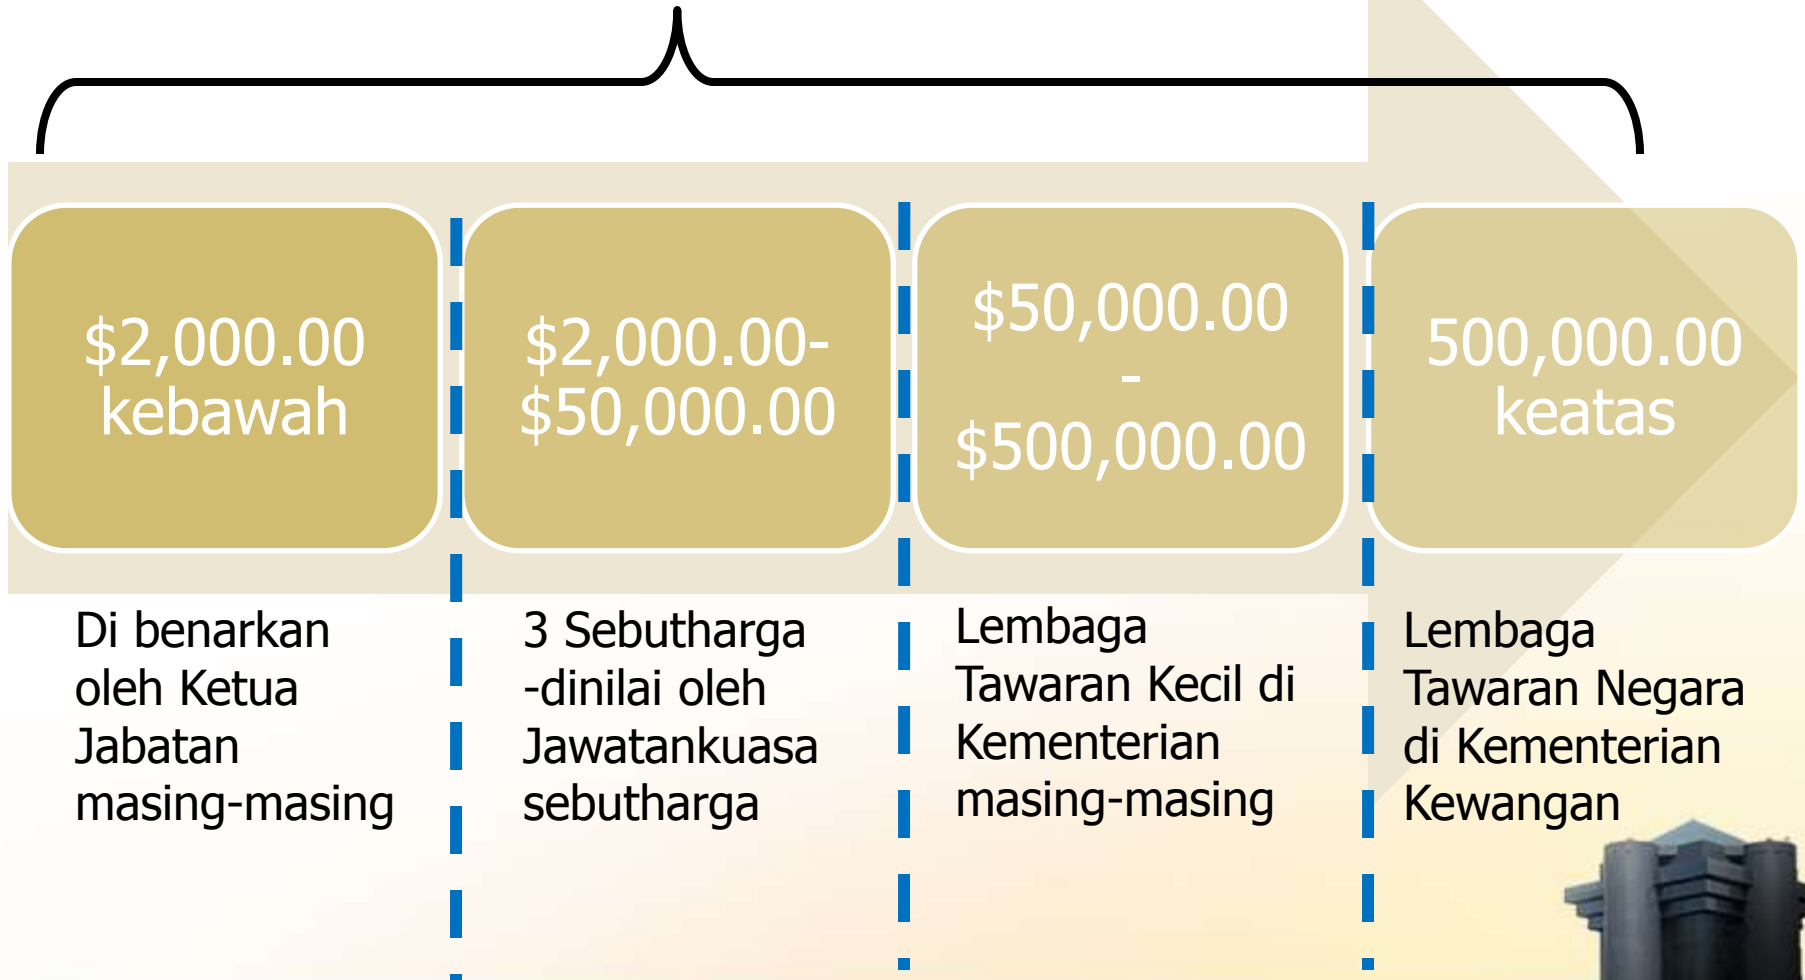 $2,000.00
kebawah
$2,000.00-
$50,000.00
$50,000.00
-
$500,000.00
500,000.00
keatas
Di benarkan
oleh Ketua
Jabatan
masing-masing
3 Sebutharga
-dinilai oleh
Jawatankuasa
sebutharga
Lembaga
Tawaran Kecil di
Kementerian
masing-masing
Lembaga
Tawaran Negara
di Kementerian
Kewangan